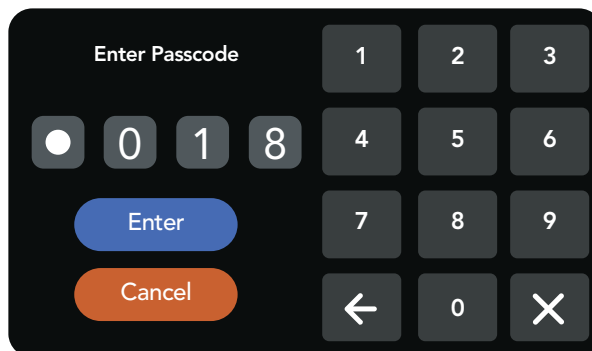 Enter Passcode
● 0 1 8
Enter
Cancel
1 2 3
4 5 6
7 8 9
← 0 ✕